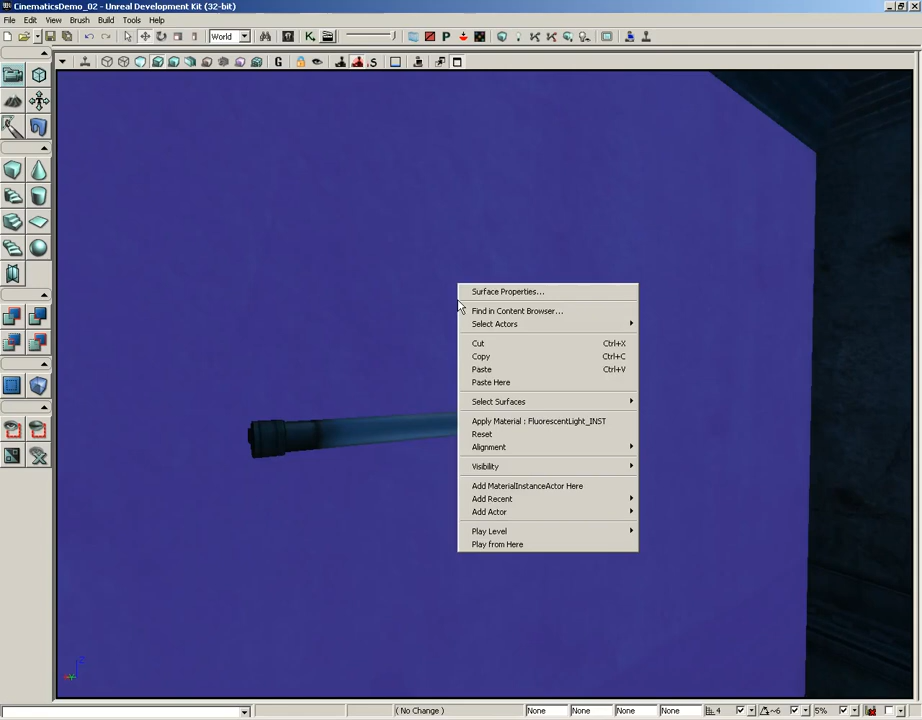 CinematicsDemo_02 - Unreal Development Kit (32-bit)
File Edit View Brush Build Tools Help
World
G
Surface Properties...
Find in Content Browser...
Select Actors
Cut Ctrl+X
Copy Ctrl+C
Paste Ctrl+V
Paste Here
Select Surfaces
Apply Material : FluorescentLight_INST
Reset
Alignment
Visibility
Add MaterialInstanceActor Here
Add Recent
Add Actor
Play Level
Play from Here
( No Change ) None None None None 4 ~6 5%